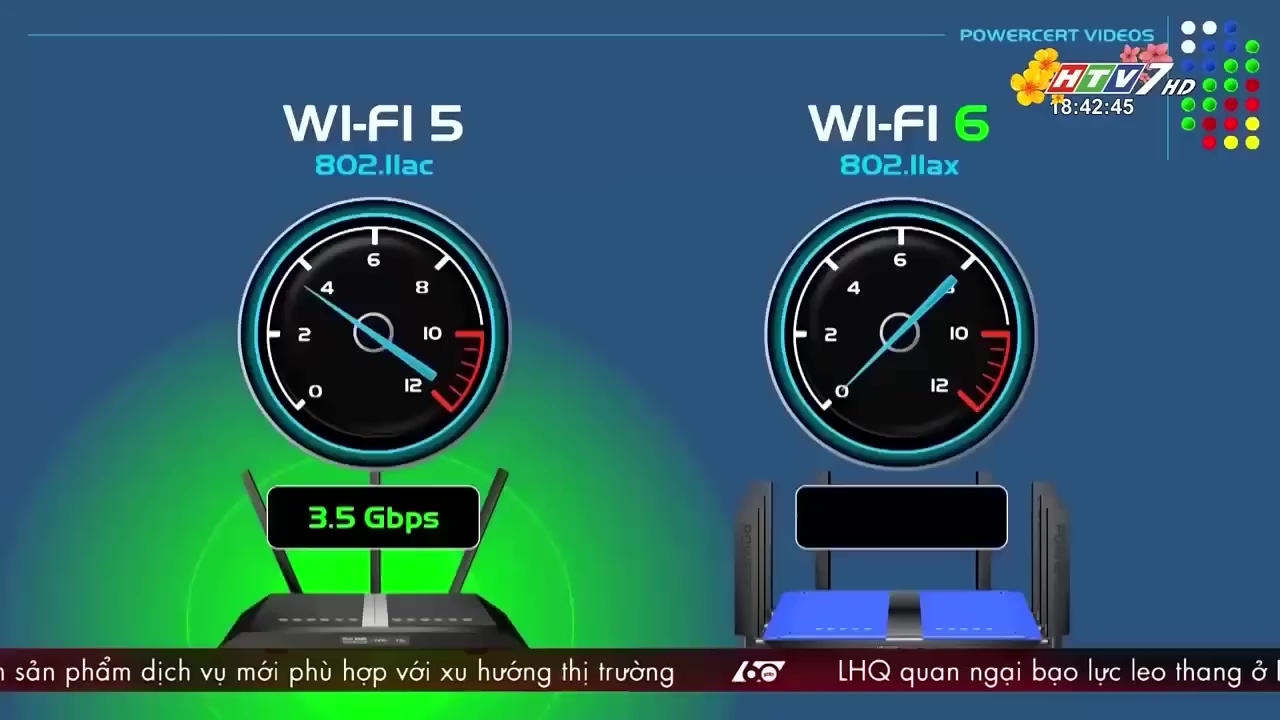 POWERCERT VIDEOS
HTV7 HD
18:42:45
WI-FI 5
802.11ac
WI-FI 6
802.11ax
0 2 4 6 8 10 12
0 2 4 6 8 10 12
3.5 Gbps
sản phẩm dịch vụ mới phù hợp với xu hướng thị trường
60
LHQ quan ngại bạo lực leo thang ở